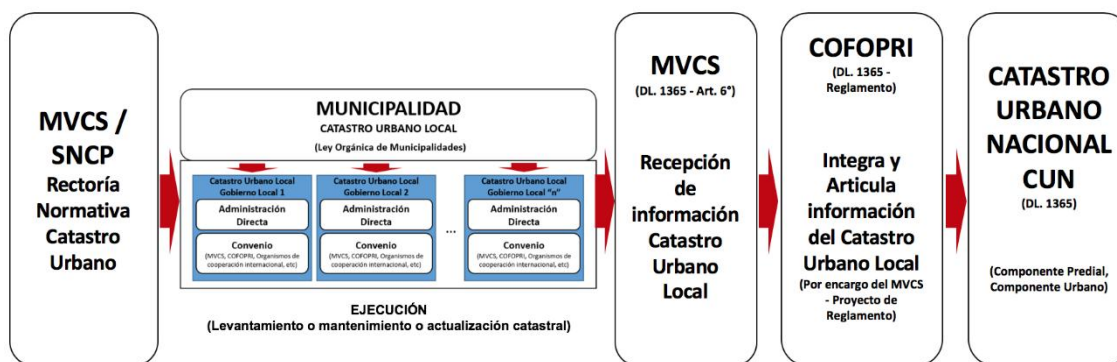 MVCS /
SNCP
Rectoría
Normativa
Catastro
Urbano
MUNICIPALIDAD
CATASTRO URBANO LOCAL
(Ley Orgánica de Municipalidades)
Catastro Urbano Local
Gobierno Local 1
Administración
Directa
Convenio
(MVCS, COFOPRI, Organismos de
cooperación internacional, etc)
Catastro Urbano Local
Gobierno Local 2
Administración
Directa
Convenio
(MVCS, COFOPRI, Organismos de
cooperación internacional, etc)
...
Catastro Urbano Local
Gobierno Local "n"
Administración
Directa
Convenio
(MVCS, COFOPRI, Organismos de
cooperación internacional, etc)
EJECUCIÓN
(Levantamiento o mantenimiento o actualización catastral)
MVCS
(DL. 1365 - Art. 6°)
Recepción
de
información
Catastro
Urbano
Local
COFOPRI
(DL. 1365 -
Reglamento)
Integra y
Articula
información
del Catastro
Urbano Local
(Por encargo del MVCS
- Proyecto de
Reglamento)
CATASTRO
URBANO
NACIONAL
CUN
(DL. 1365)
(Componente Predial,
Componente Urbano)